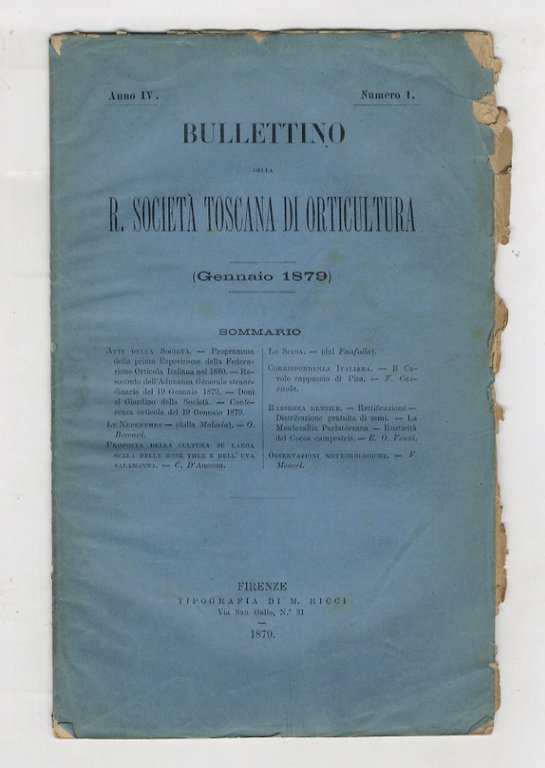 Anno IV.
Numero 1.
BULLETTINO
DELLA
R. SOCIETÀ TOSCANA DI ORTICULTURA
(Gennaio 1879)
SOMMARIO
ATTI DELLA SOCIETÀ. — Programma
della prima Esposizione della Federa-
zione Orticola Italiana nel 1880. — Re-
soconto dell'Adunanza Generale straor-
dinaria del 19 Gennaio 1879. — Doni
al Giardino della Società. — Confe-
renza orticola del 19 Gennaio 1879.
LE NEPENTHES — (dalla Malesia). — O.
Beccari.
PROPOSTA DELLA CULTURA SU LARGA
SCALA DELLE ROSE THEE E DELL'UVA
SALAMANNA. — C. D'Ancona.
LO SCIOA. — (dal Fanfulla).
CORRISPONDENZA ITALIANA. — Il Ca-
volo cappuccio di Pisa. — F. Caz-
zuola.
RASSEGNA MENSILE. — Rettificazione —
Distribuzione gratuita di semi. — La
Masdevallia Parlatoreana. — Rusticità
del Cocos campestris. — E. O. Fenzi.
OSSERVAZIONI METEOROLOGICHE. — F.
Meucci.
FIRENZE
TIPOGRAFIA DI M. RICCI
Via San Gallo, N.° 31
1879.